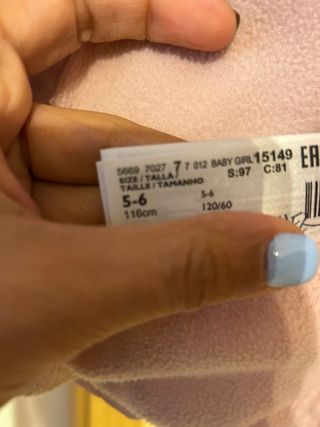 5669 7027 7 7 012 BABY GIRL 15149 EAC
SIZE/TALLA S:97 C:81
TAILLE/TAMANHO
5-6 5-6
116cm 120/60